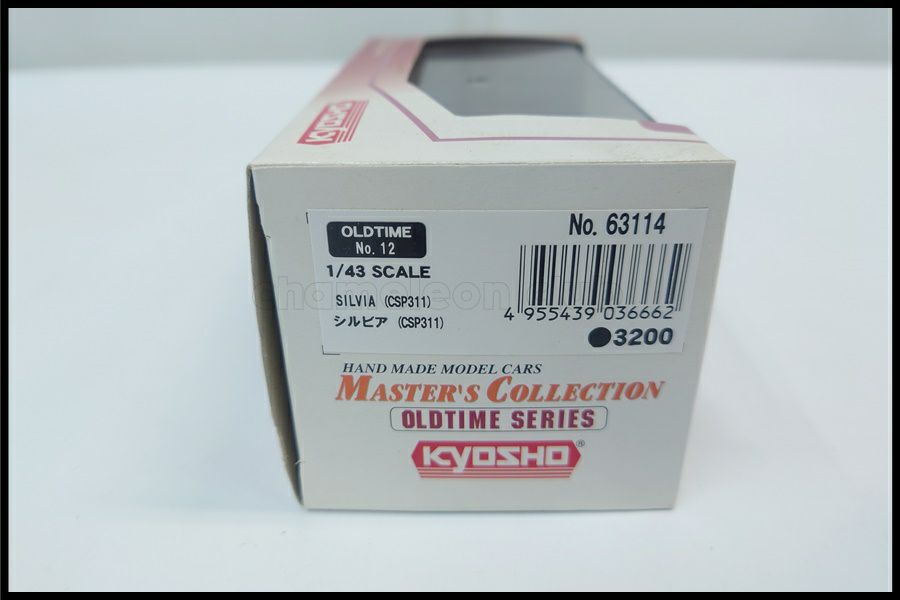 KYOSHO
OLDTIME
No. 12
No. 63114
1/43 SCALE
SILVIA (CSP311)
シルビア (CSP311)
4 955439 036662
●3200
HAND MADE MODEL CARS
MASTER'S COLLECTION
OLDTIME SERIES
KYOSHO®